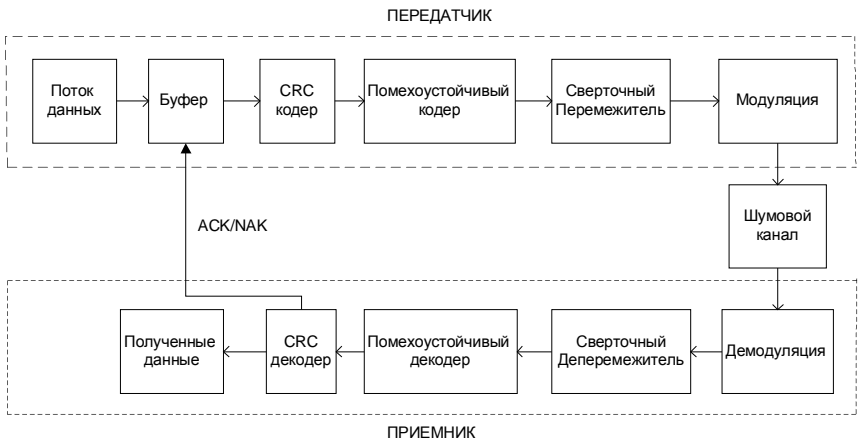 ПЕРЕДАТЧИК
Поток
данных
Буфер
CRC
кодер
Помехоустойчивый
кодер
Сверточный
Перемежитель
Модуляция
Шумовой
канал
ACK/NAK
Полученные
данные
CRC
декодер
Помехоустойчивый
декодер
Сверточный
Деперемежитель
Демодуляция
ПРИЕМНИК